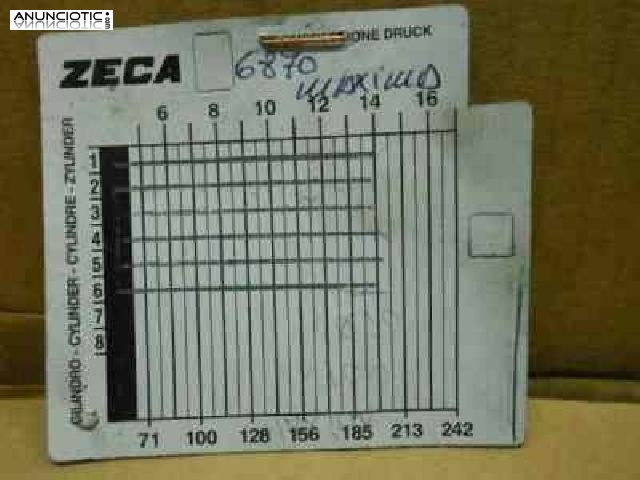 ANUNCIOTIC.com
DRUCK
ZECA
6870
maximo
6 8 10 12 14 16
CILINDRO - CYLINDER - CYLINDRE - ZYLINDER
1
2
3
4
5
6
7
8
71 100 128 156 185 213 242